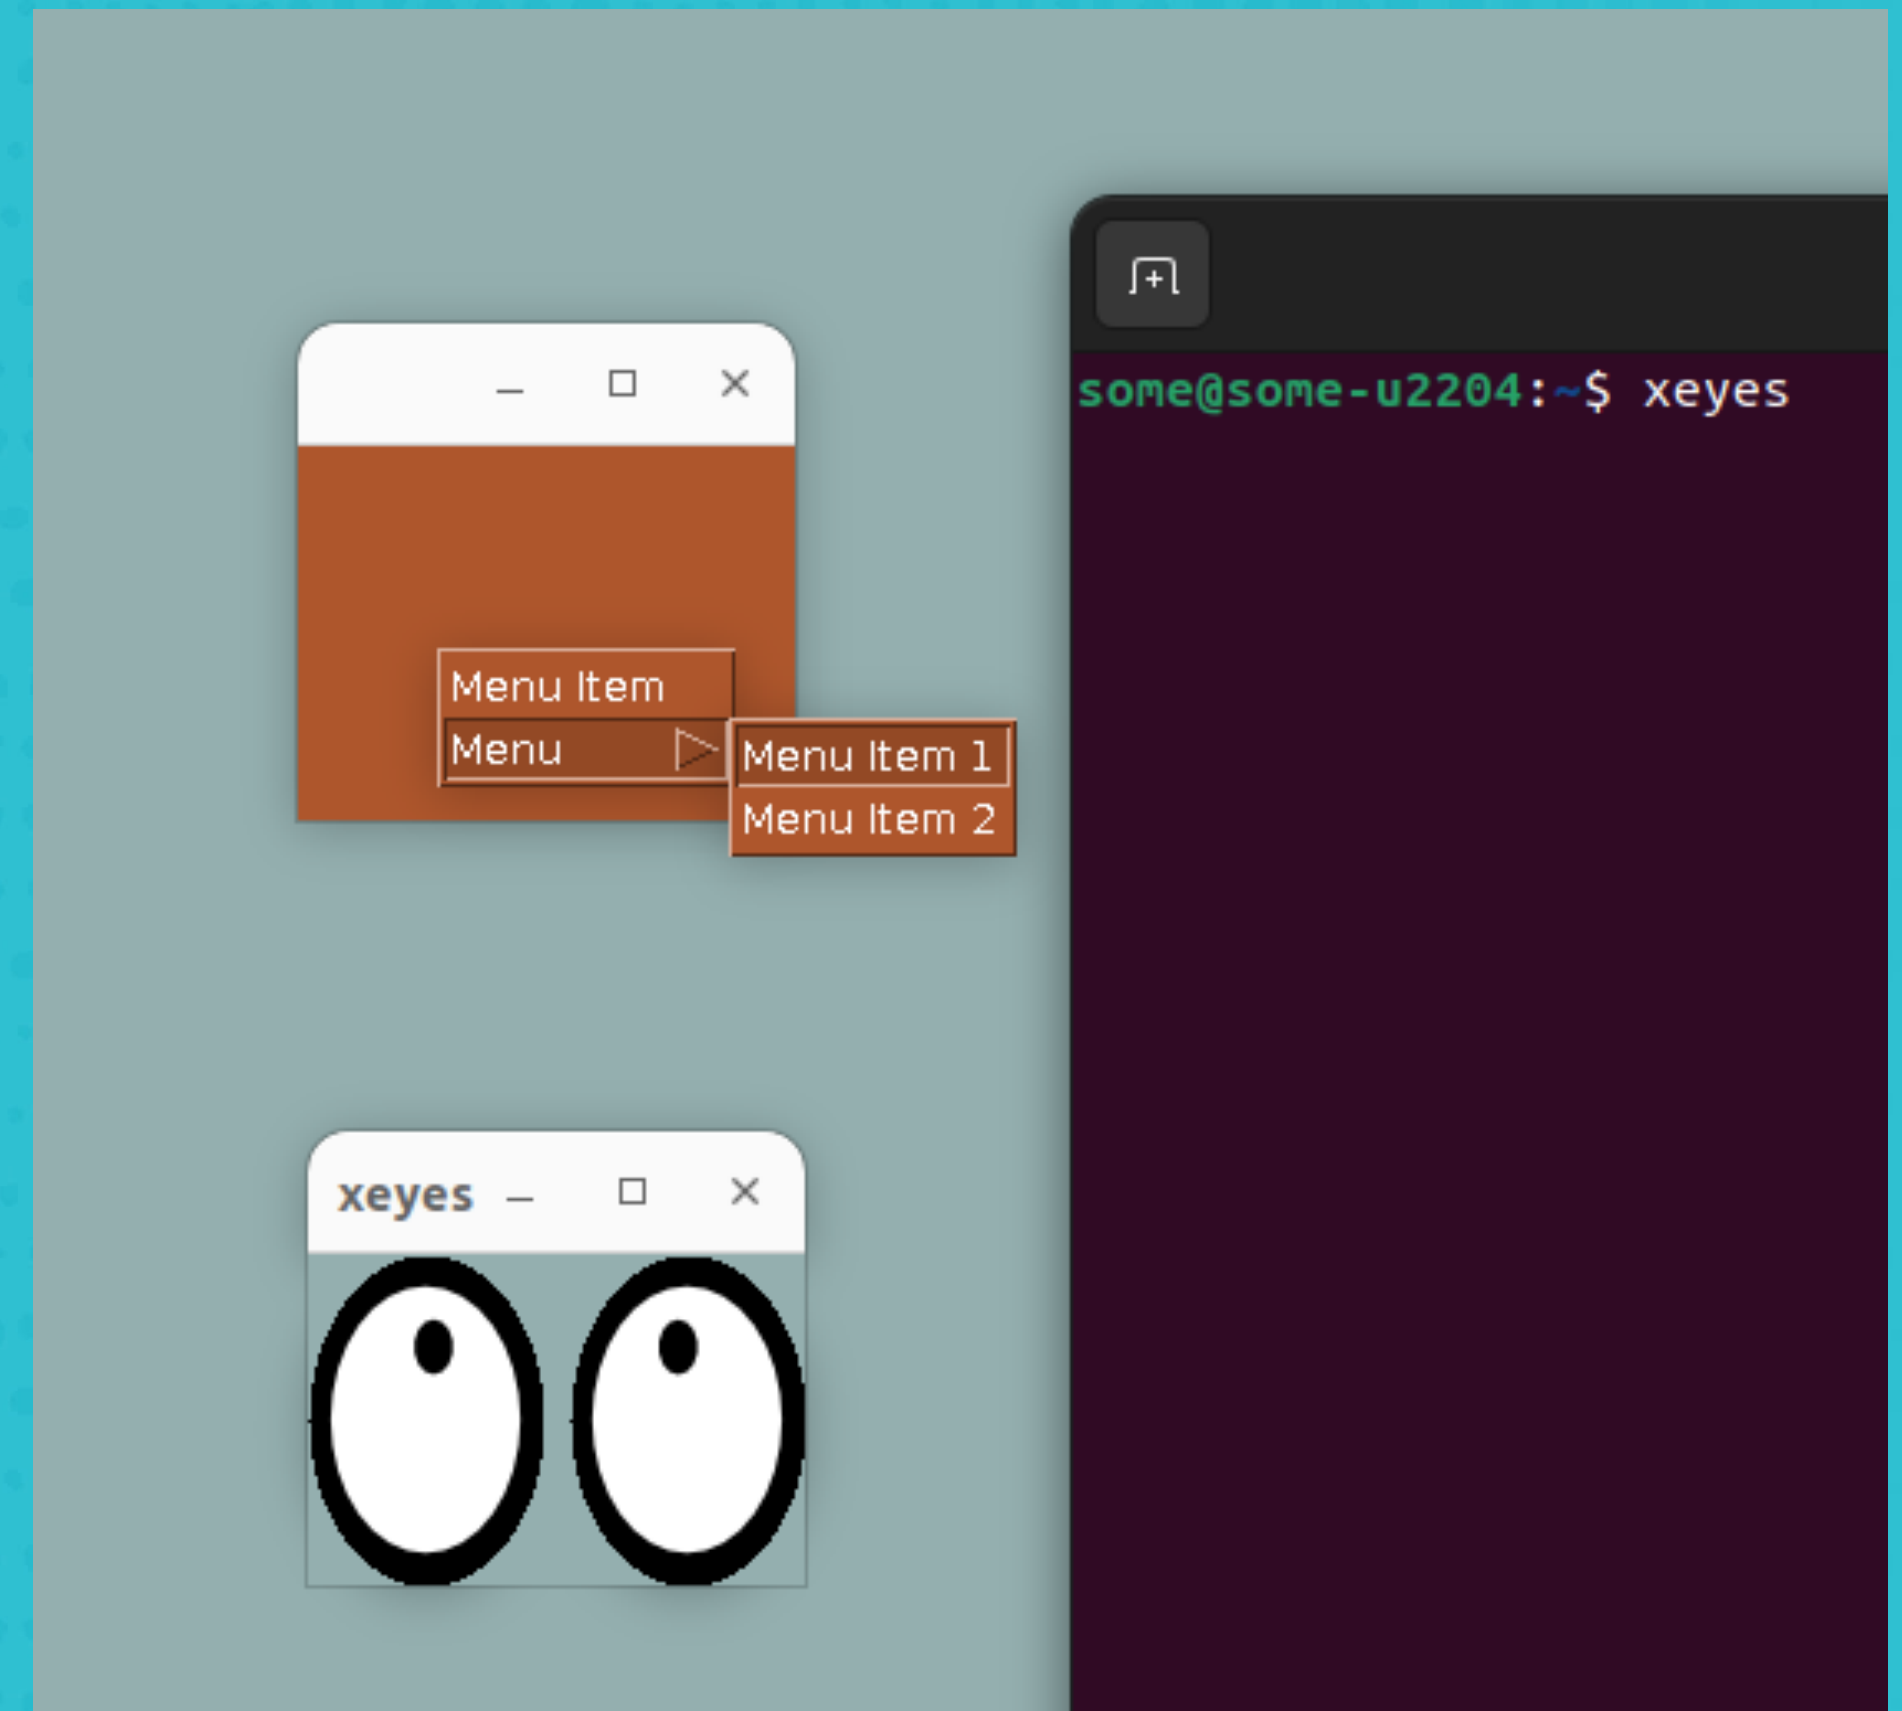 some@some-u2204:~$ xeyes
Menu Item
Menu
Menu Item 1
Menu Item 2
xeyes